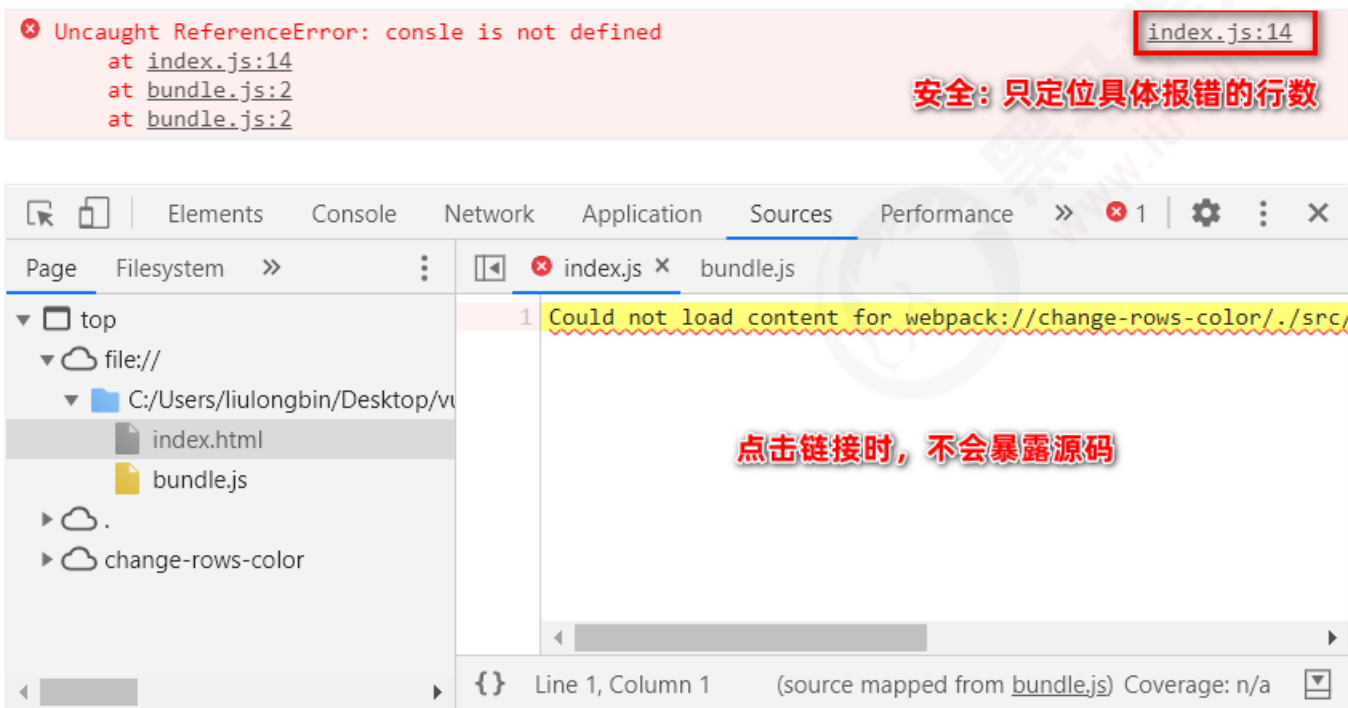 Uncaught ReferenceError: consle is not defined
index.js:14
at index.js:14
at bundle.js:2
at bundle.js:2
安全：只定位具体报错的行数
Elements Console Network Application Sources Performance » 1
Page Filesystem » index.js × bundle.js
top
1 Could not load content for webpack://change-rows-color/./src/
file://
C:/Users/liulongbin/Desktop/vu
index.html
点击链接时，不会暴露源码
bundle.js
.
change-rows-color
{} Line 1, Column 1 (source mapped from bundle.js) Coverage: n/a